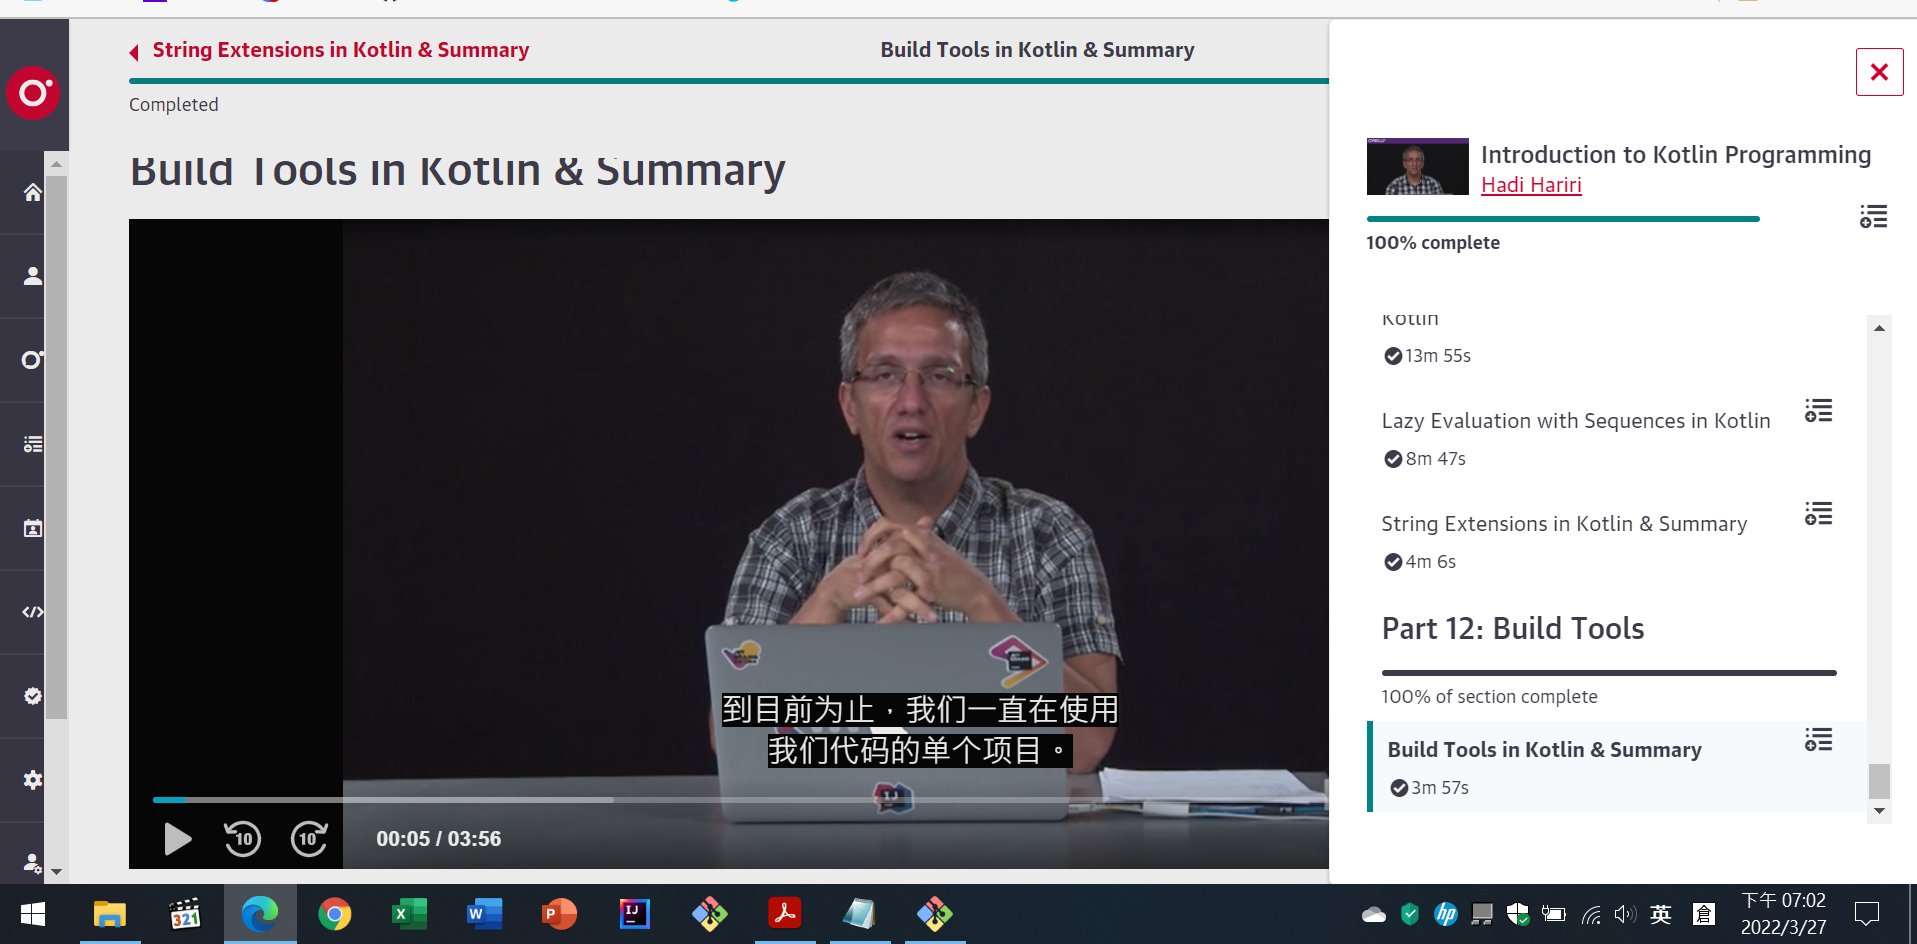 String Extensions in Kotlin & Summary
Build Tools in Kotlin & Summary
Completed
Build Tools in Kotlin & Summary
到目前为止，我们一直在使用
我们代码的单个项目。
10
10
00:05 / 03:56
Introduction to Kotlin Programming
Hadi Hariri
100% complete
Kotlin
13m 55s
Lazy Evaluation with Sequences in Kotlin
8m 47s
String Extensions in Kotlin & Summary
4m 6s
Part 12: Build Tools
100% of section complete
Build Tools in Kotlin & Summary
3m 57s
321
X
W
P
IJ
hp
英
倉
下午 07:02
2022/3/27